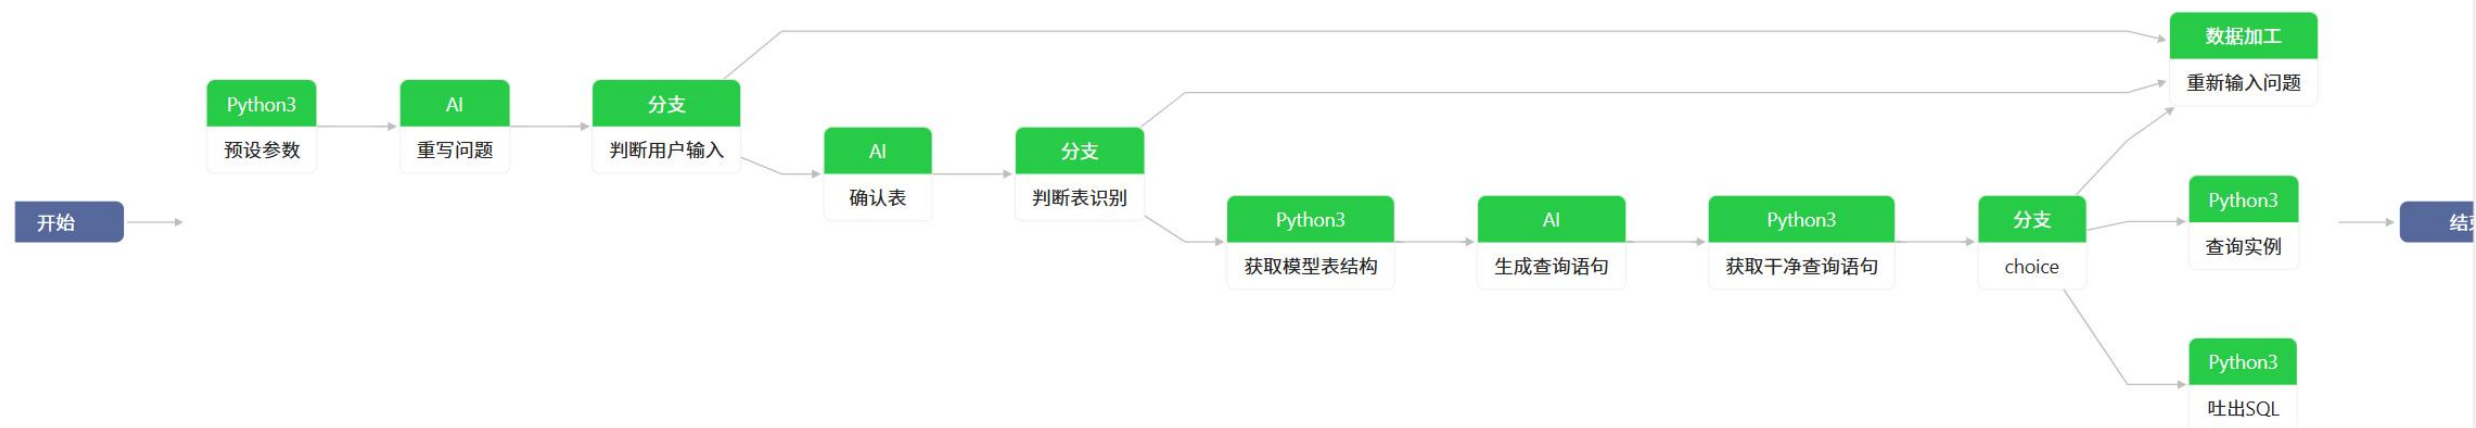 开始
Python3
预设参数
AI
重写问题
分支
判断用户输入
AI
确认表
分支
判断表识别
Python3
获取模型表结构
AI
生成查询语句
Python3
获取干净查询语句
分支
choice
数据加工
重新输入问题
Python3
查询实例
Python3
吐出SQL
结